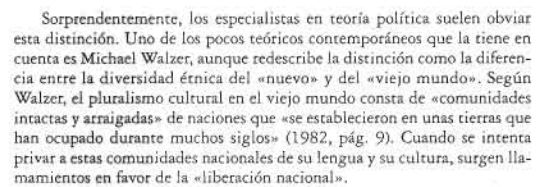 Sorprendentemente, los especialistas en teoría política suelen obviar
esta distinción. Uno de los pocos teóricos contemporáneos que la tiene en
cuenta es Michael Walzer, aunque redescribe la distinción como la diferen-
cia entre la diversidad étnica del «nuevo» y del «viejo mundo». Según
Walzer, el pluralismo cultural en el viejo mundo consta de «comunidades
intactas y arraigadas» de naciones que «se establecieron en unas tierras que
han ocupado durante muchos siglos» (1982, pág. 9). Cuando se intenta
privar a estas comunidades nacionales de su lengua y su cultura, surgen lla-
mamientos en favor de la «liberación nacional».